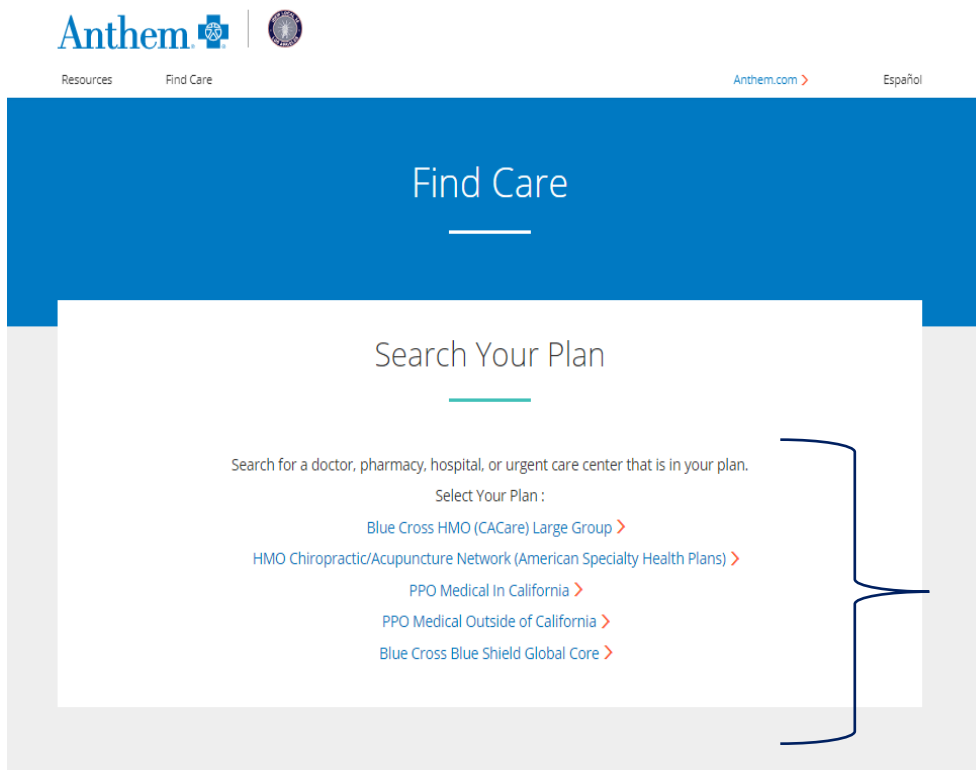 Anthem.
Resources Find Care Anthem.com > Español
Find Care
Search Your Plan
Search for a doctor, pharmacy, hospital, or urgent care center that is in your plan.
Select Your Plan :
Blue Cross HMO (CACare) Large Group >
HMO Chiropractic/Acupuncture Network (American Specialty Health Plans) >
PPO Medical In California >
PPO Medical Outside of California >
Blue Cross Blue Shield Global Core >